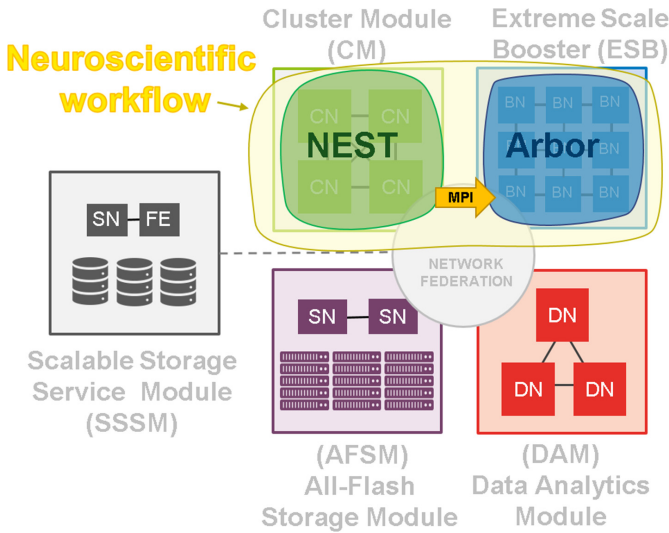 Cluster Module
(CM)
Extreme Scale
Booster (ESB)
Neuroscientific
workflow
CN CN
CN CN
NEST
BN BN BN
BN BN BN
BN BN BN
Arbor
MPI
SN FE
NETWORK
FEDERATION
Scalable Storage
Service Module
(SSSM)
SN SN
DN
DN DN
(AFSM)
All-Flash
Storage Module
(DAM)
Data Analytics
Module